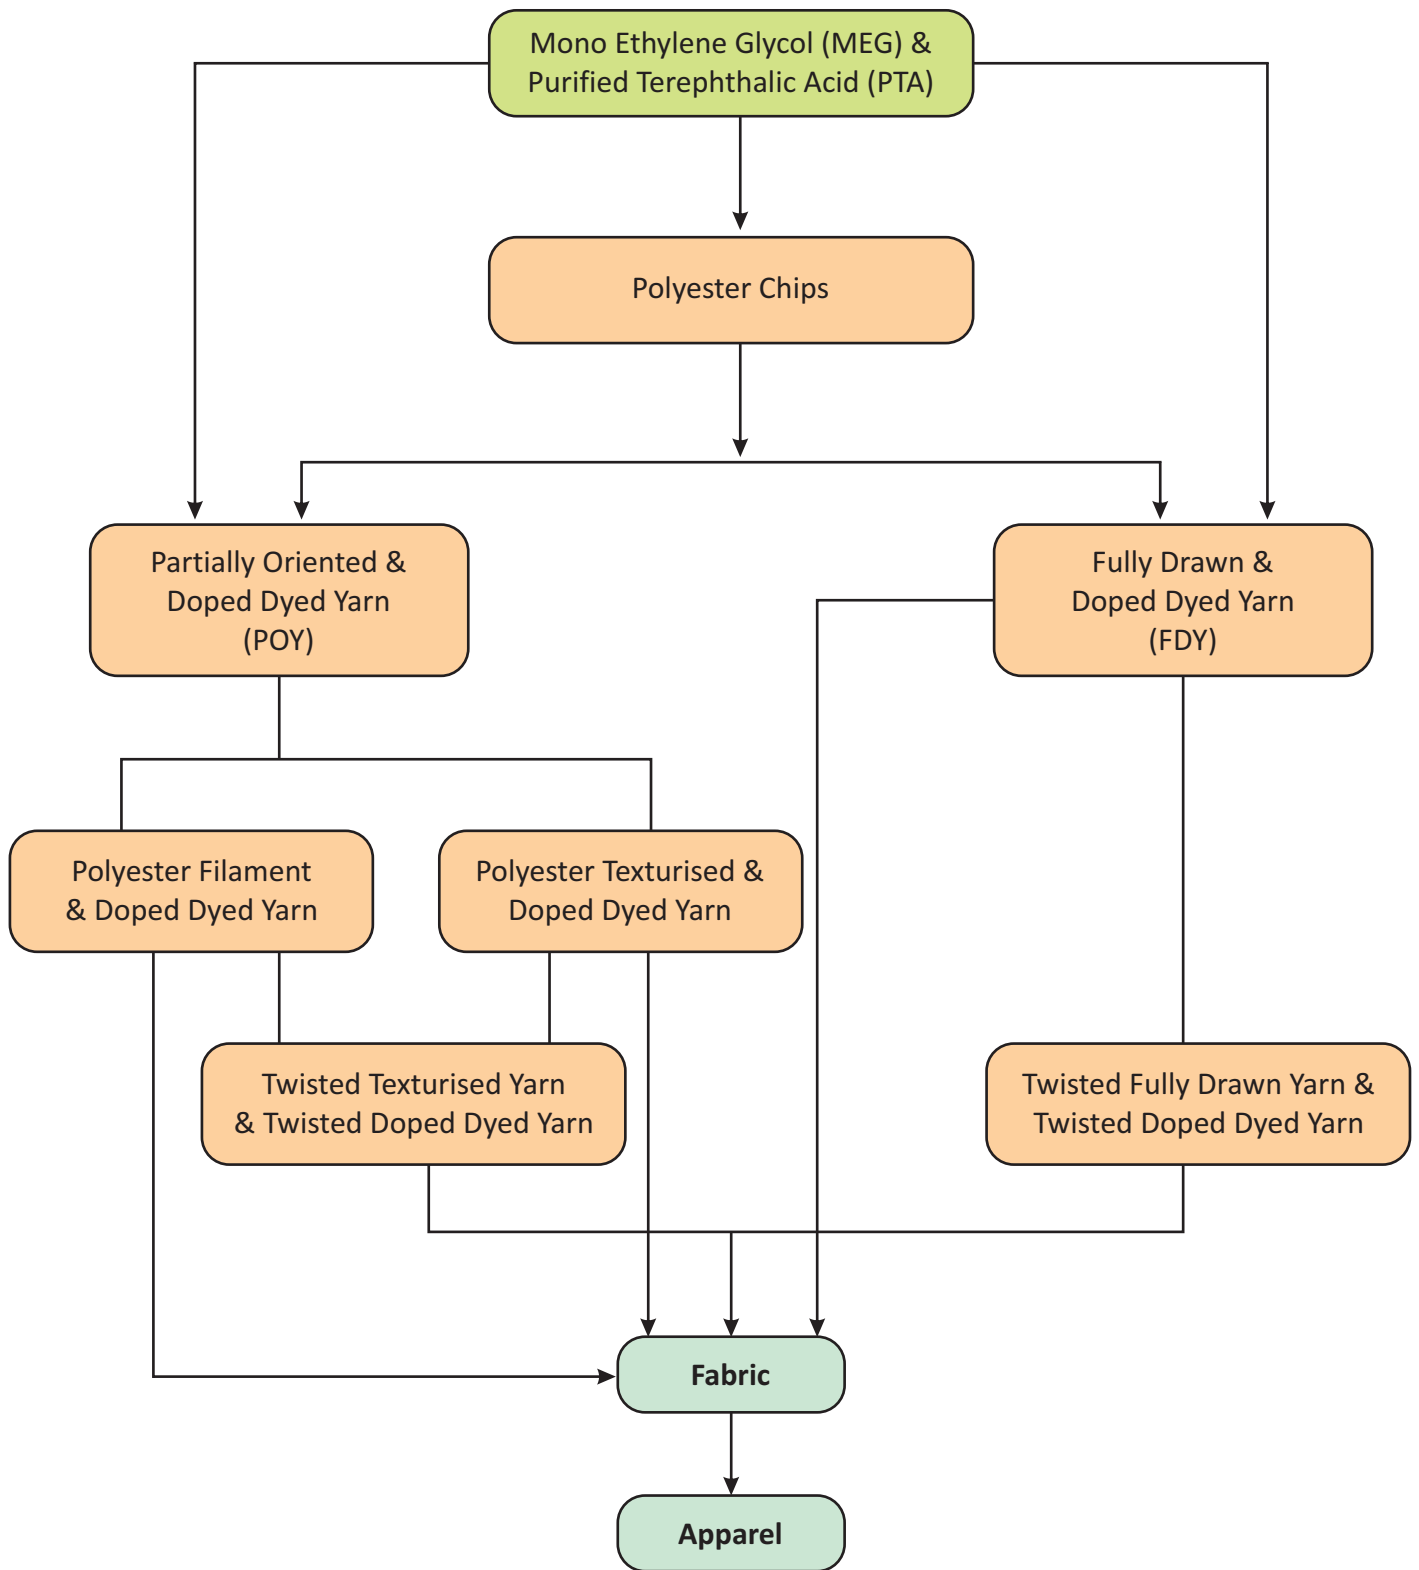 Mono Ethylene Glycol (MEG) &
Purified Terephthalic Acid (PTA)
Polyester Chips
Partially Oriented &
Doped Dyed Yarn
(POY)
Fully Drawn &
Doped Dyed Yarn
(FDY)
Polyester Filament
& Doped Dyed Yarn
Polyester Texturised &
Doped Dyed Yarn
Twisted Texturised Yarn
& Twisted Doped Dyed Yarn
Twisted Fully Drawn Yarn &
Twisted Doped Dyed Yarn
Fabric
Apparel